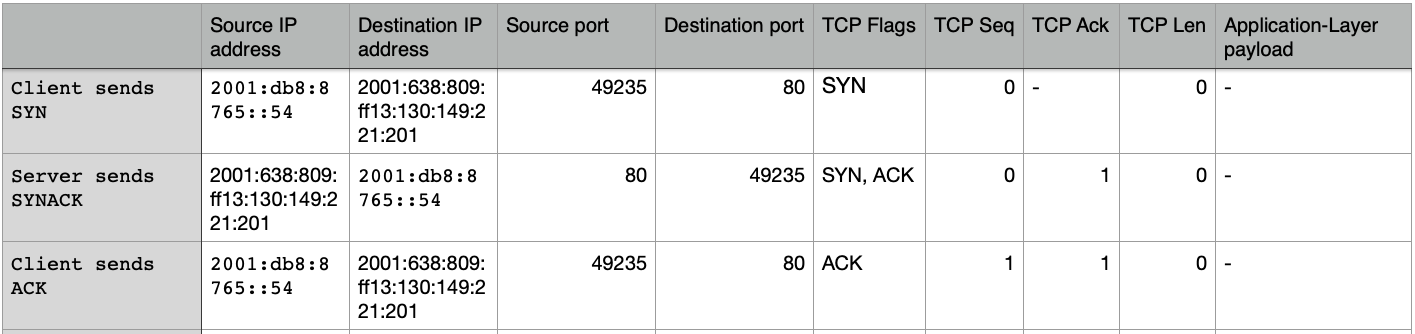 Source IP address Destination IP address Source port Destination port TCP Flags TCP Seq TCP Ack TCP Len Application-Layer payload
Client sends SYN 2001:db8:8765::54 2001:638:809:ff13:130:149:221:201 49235 80 SYN 0 - 0 -
Server sends SYNACK 2001:638:809:ff13:130:149:221:201 2001:db8:8765::54 80 49235 SYN, ACK 0 1 0 -
Client sends ACK 2001:db8:8765::54 2001:638:809:ff13:130:149:221:201 49235 80 ACK 1 1 0 -